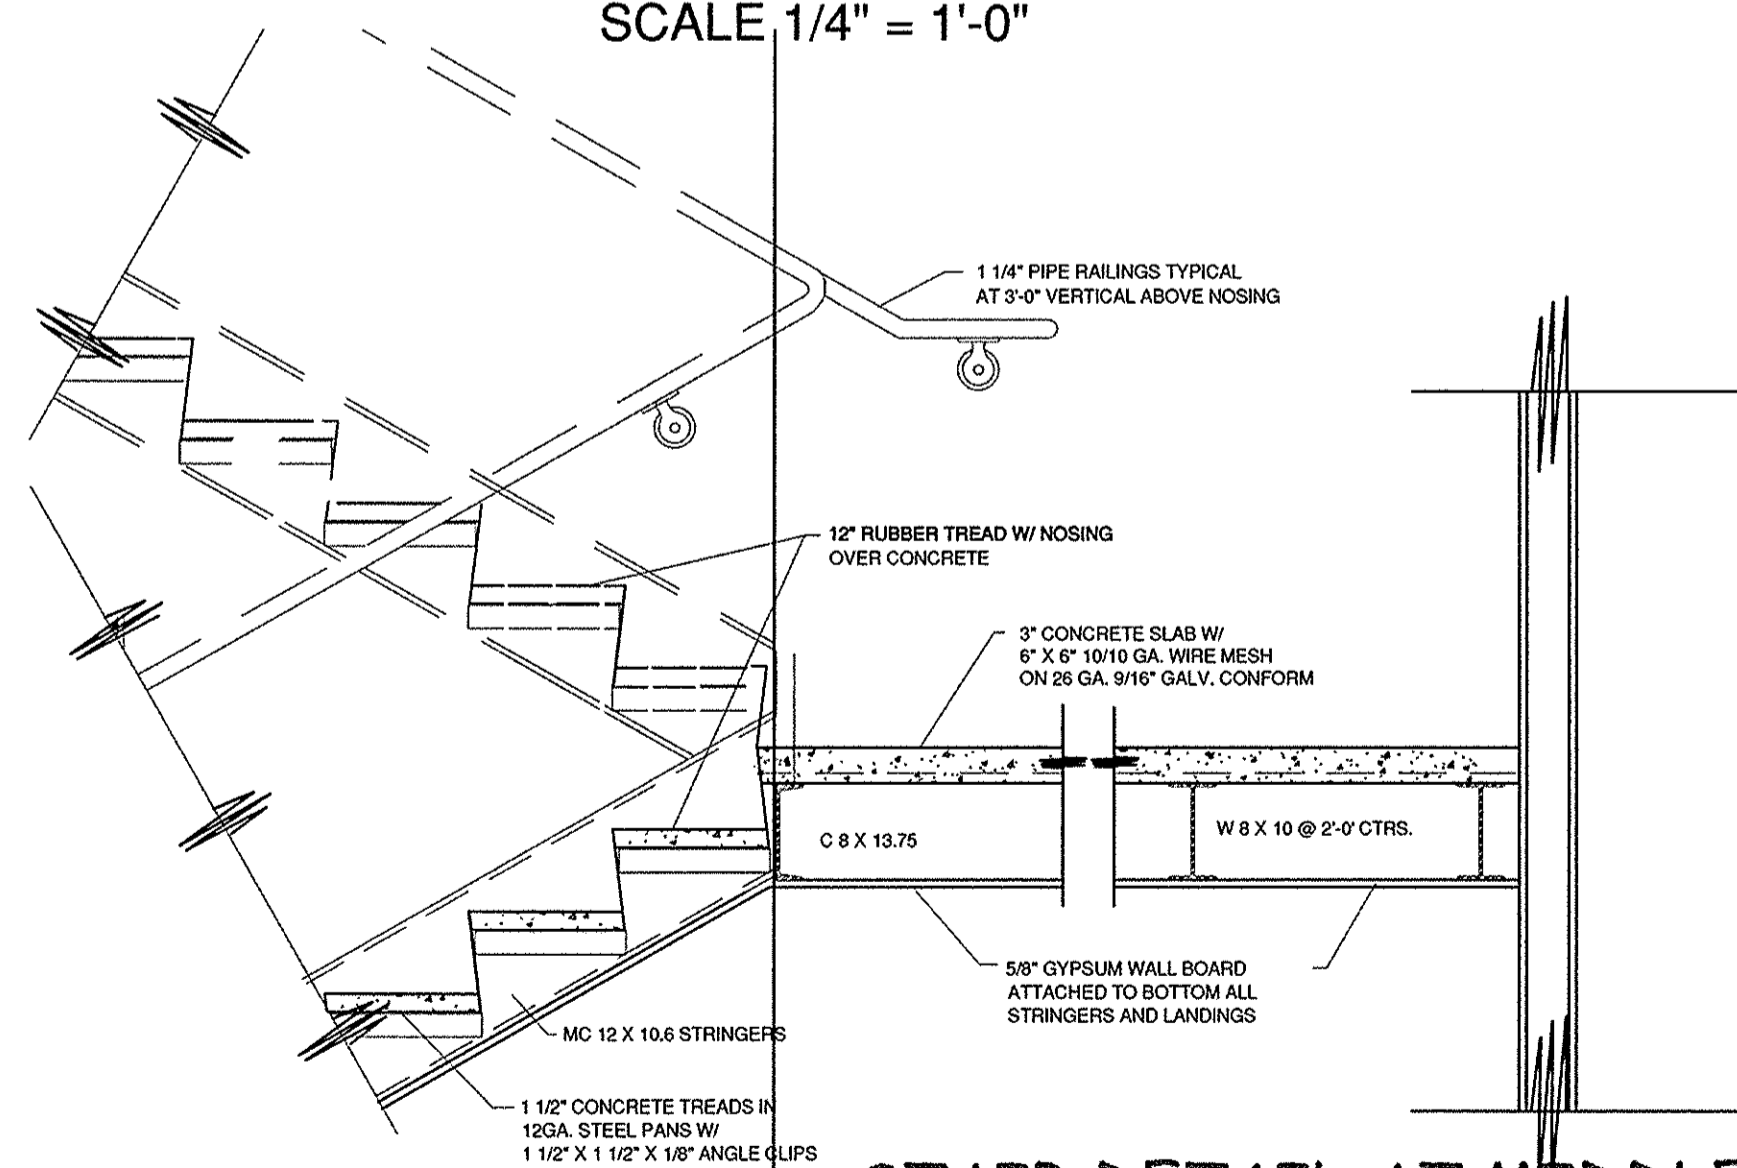 SCALE 1/4" = 1'-0"
1 1/4" PIPE RAILINGS TYPICAL
AT 3'-0" VERTICAL ABOVE NOSING
12" RUBBER TREAD W/ NOSING
OVER CONCRETE
3" CONCRETE SLAB W/
6" X 6" 10/10 GA. WIRE MESH
ON 26 GA. 9/16" GALV. CONFORM
C 8 X 13.75
W 8 X 10 @ 2'-0' CTRS.
5/8" GYPSUM WALL BOARD
ATTACHED TO BOTTOM ALL
STRINGERS AND LANDINGS
MC 12 X 10.6 STRINGERS
1 1/2" CONCRETE TREADS IN
12GA. STEEL PANS W/
1 1/2" X 1 1/2" X 1/8" ANGLE CLIPS